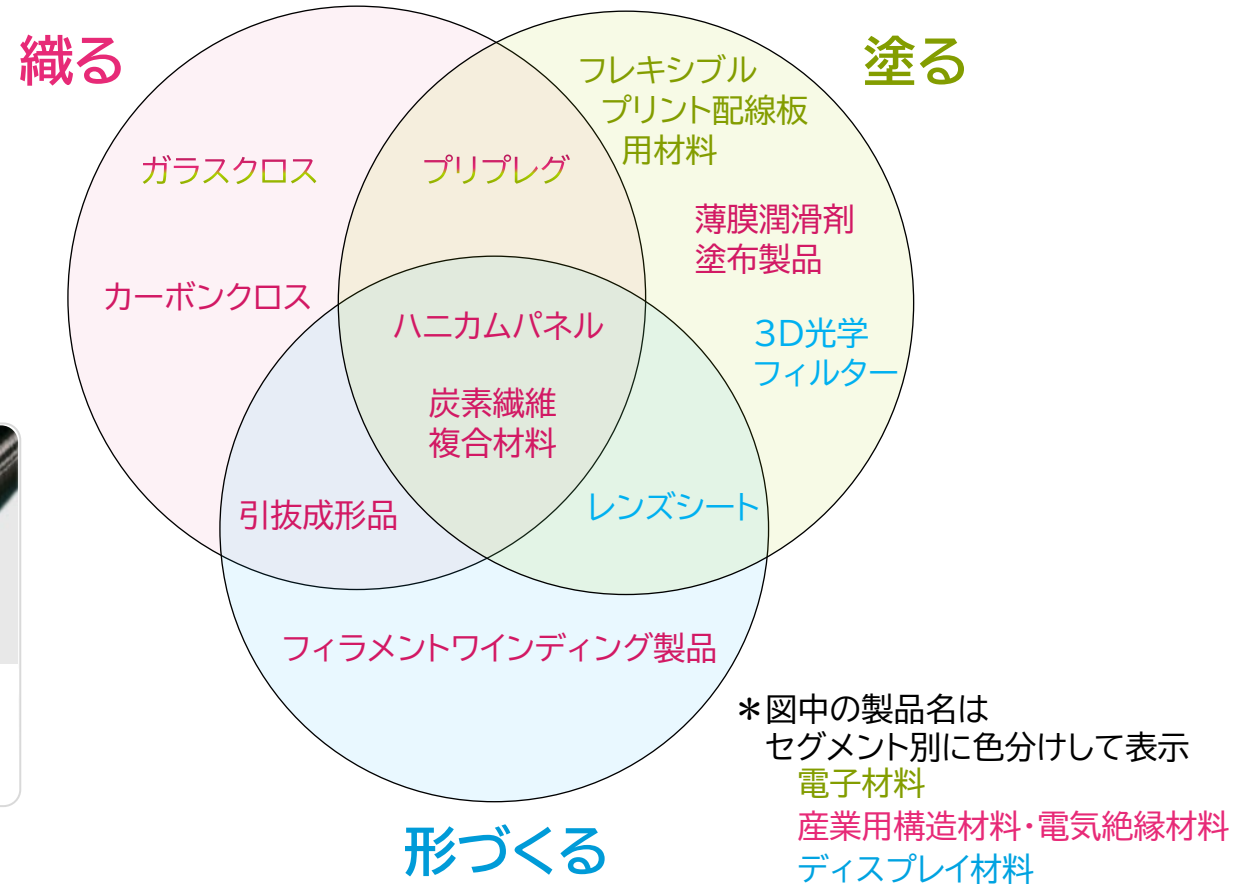 織る
塗る
フレキシブル
プリント配線板
用材料
ガラスクロス
プリプレグ
薄膜潤滑剤
塗布製品
カーボンクロス
ハニカムパネル
3D光学
フィルター
炭素繊維
複合材料
引抜成形品
レンズシート
フィラメントワインディング製品
形づくる
＊図中の製品名は
セグメント別に色分けして表示
電子材料
産業用構造材料・電気絶縁材料
ディスプレイ材料